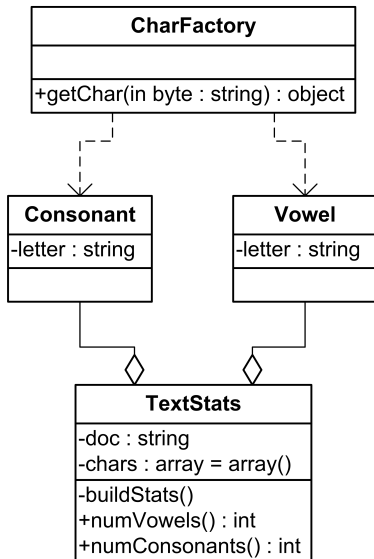 CharFactory
+getChar(in byte : string) : object
Consonant
-letter : string
Vowel
-letter : string
TextStats
-doc : string
-chars : array = array()
-buildStats()
+numVowels() : int
+numConsonants() : int